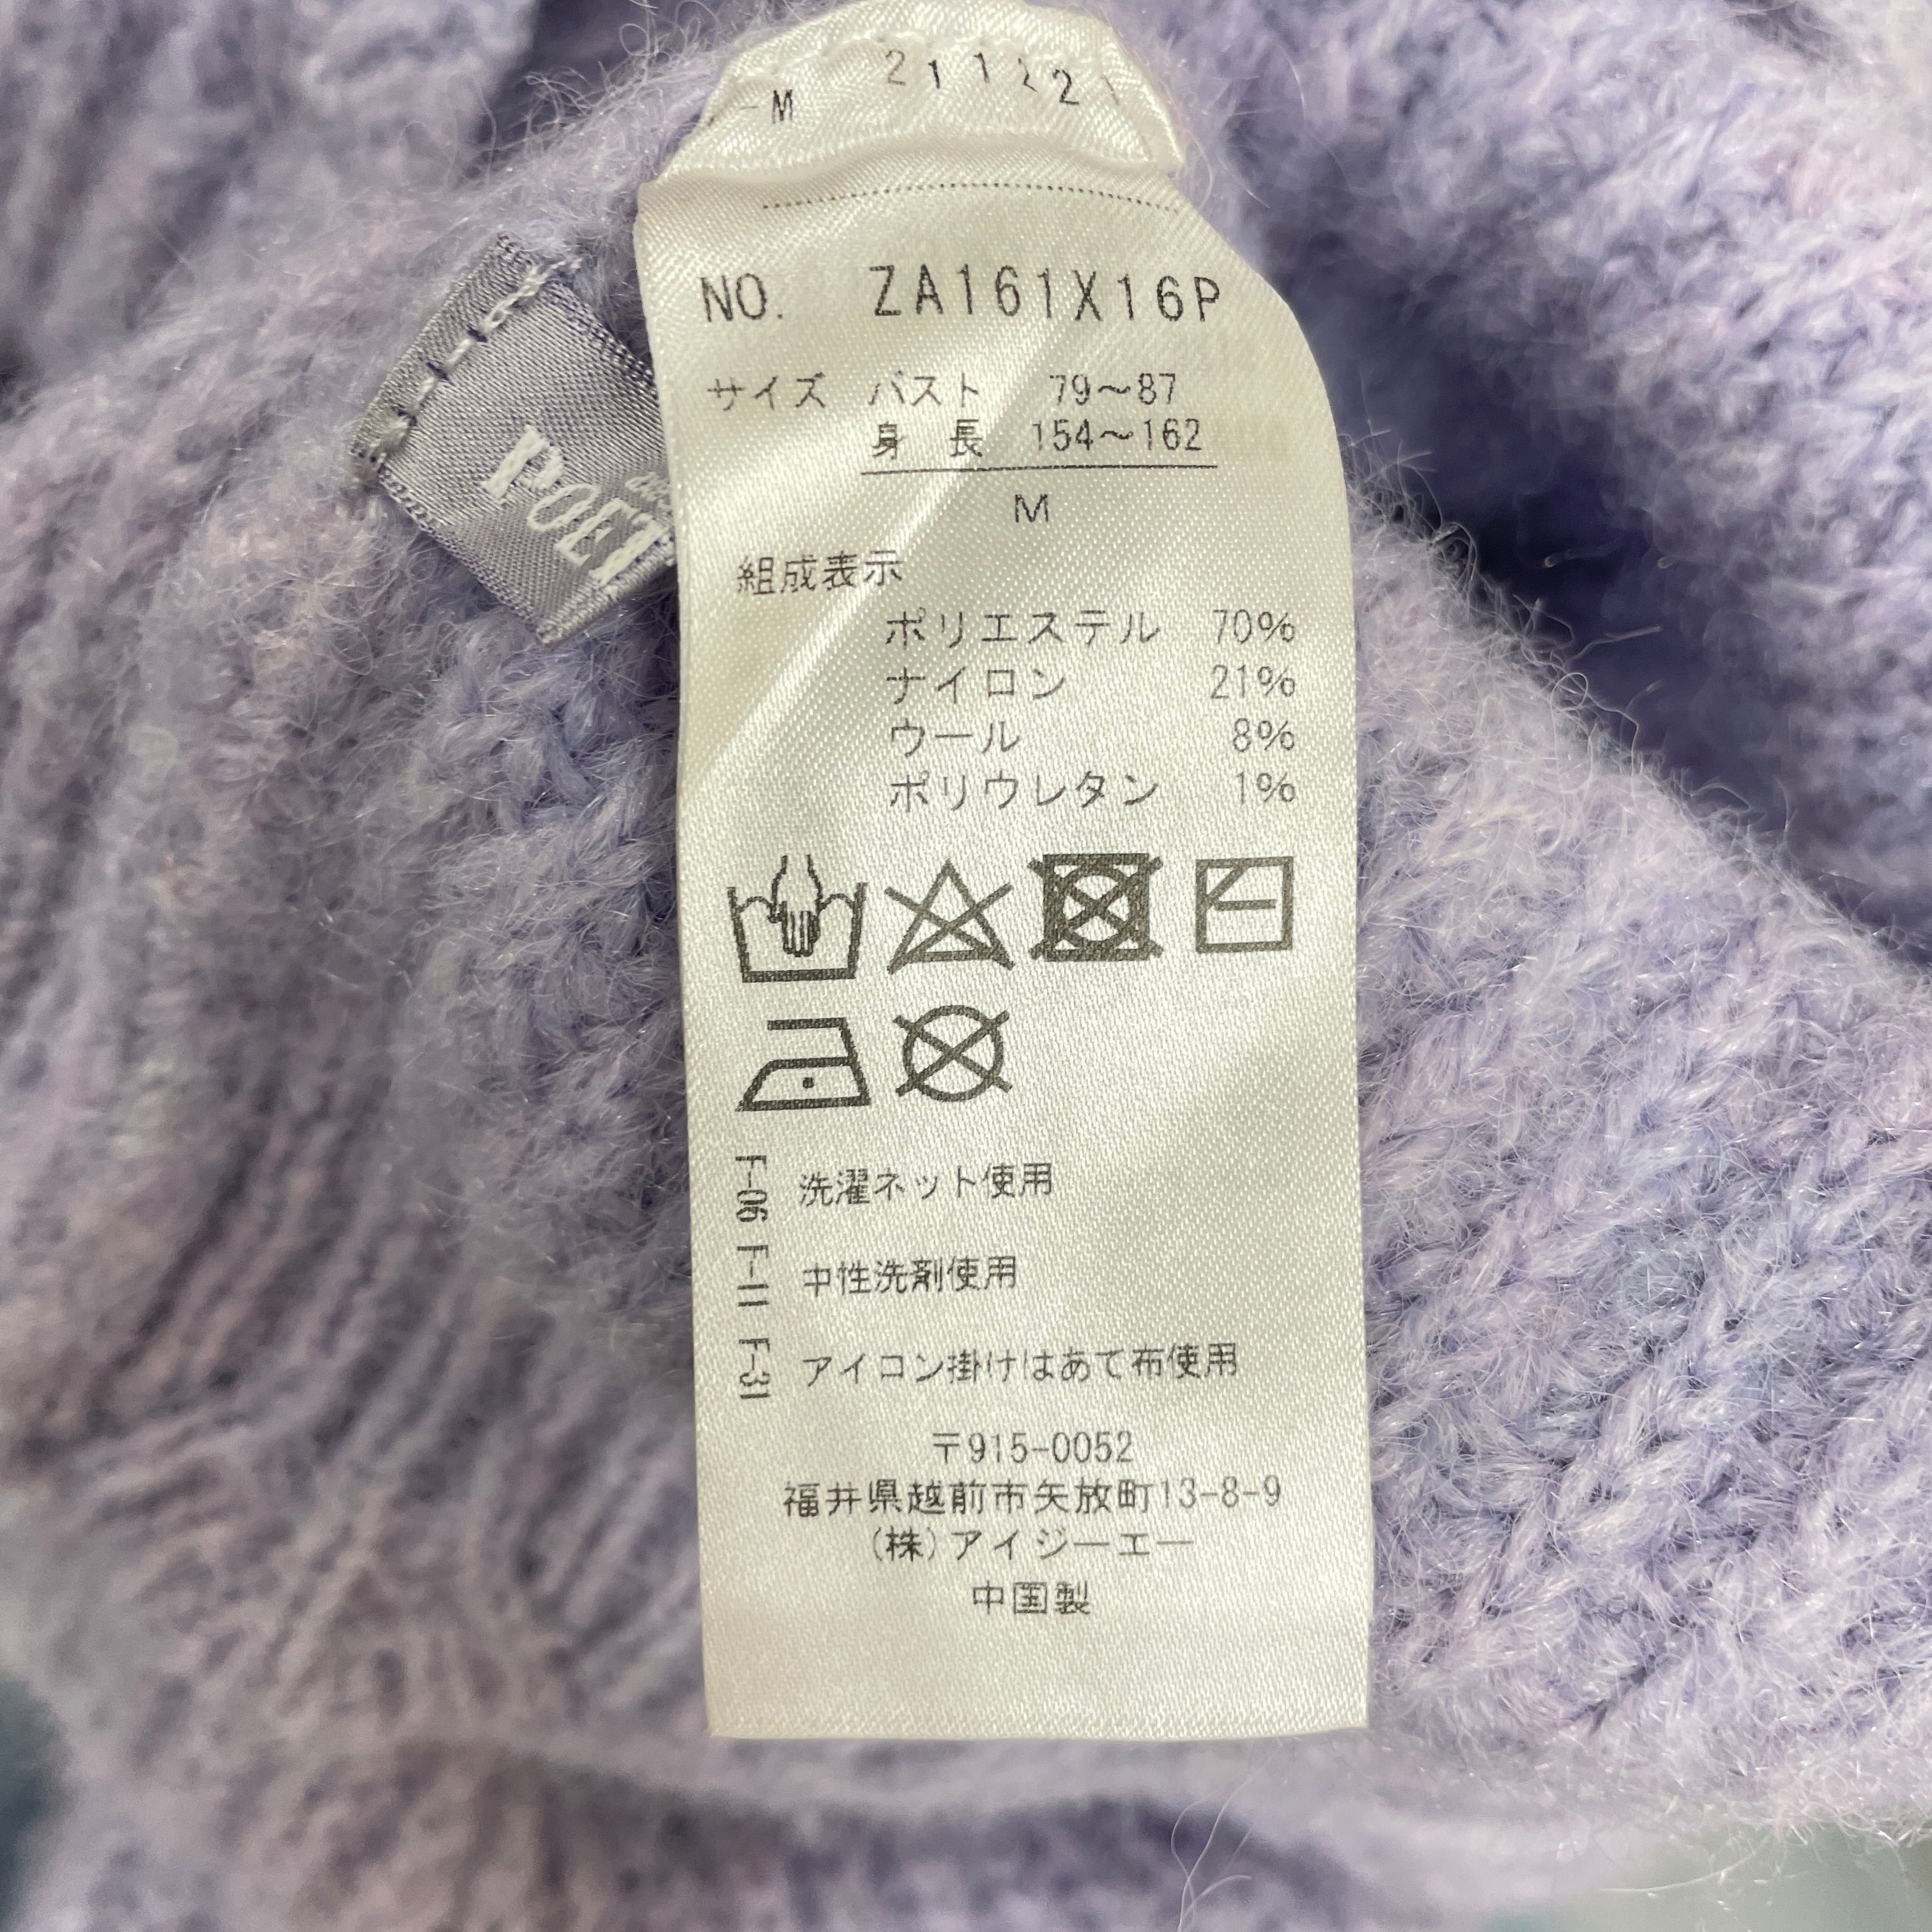 -M 21122
NO. ZA161X16P
サイズ バスト 79～87
身 長 154～162
M
組成表示
ポリエステル 70%
ナイロン 21%
ウール 8%
ポリウレタン 1%
F-06 洗濯ネット使用
F-11 中性洗剤使用
F-31 アイロン掛けはあて布使用
〒915-0052
福井県越前市矢放町13-8-9
(株)アイジーエー
中国製